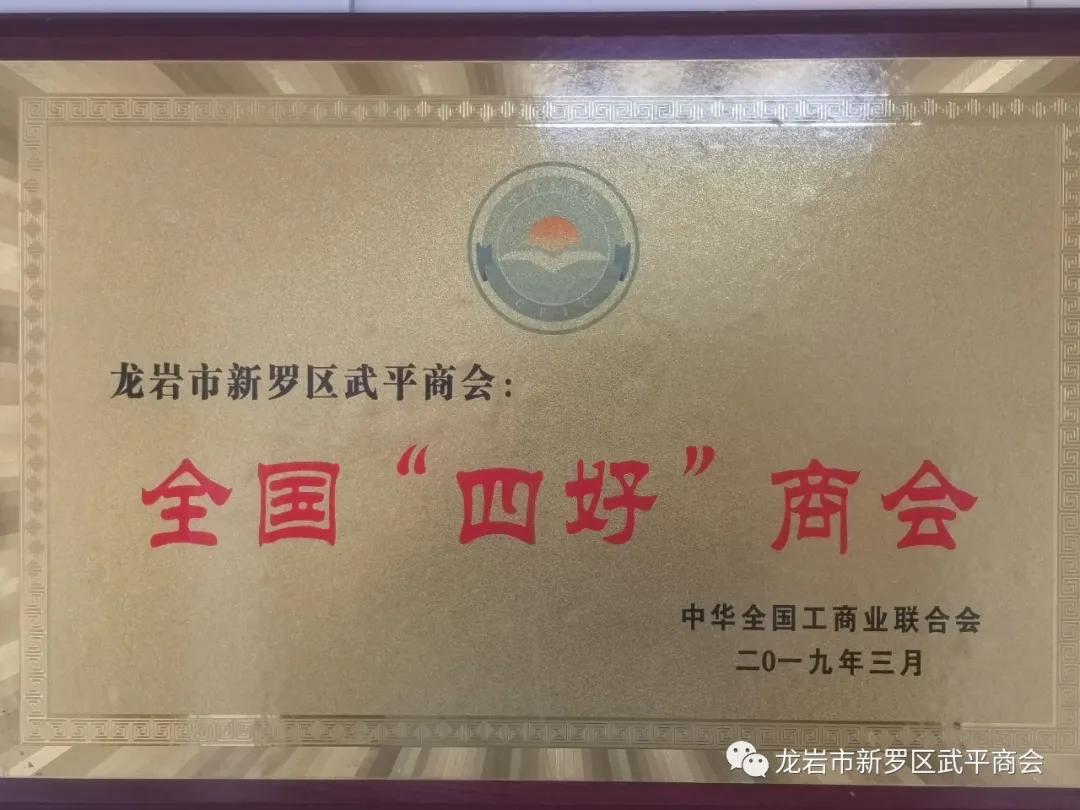 龙岩市新罗区武平商会:
全国“四好”商会
中华全国工商业联合会
二0一九年三月
龙岩市新罗区武平商会